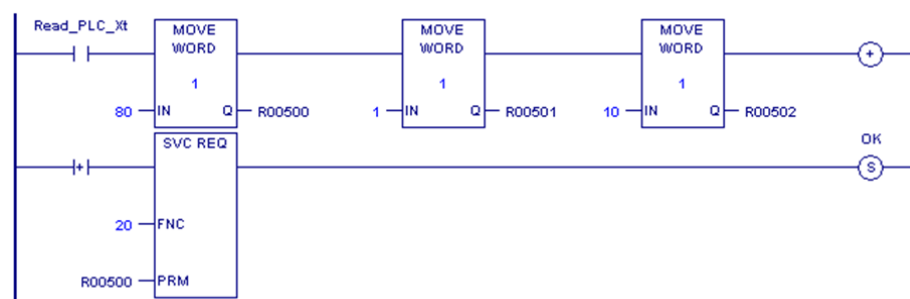 Read_PLC_Xt
MOVE WORD 1 MOVE WORD 1 MOVE WORD 1 +
80 IN Q R00500 1 IN Q R00501 10 IN Q R00502
+ SVC REQ OK S
20 FNC
R00500 PRM